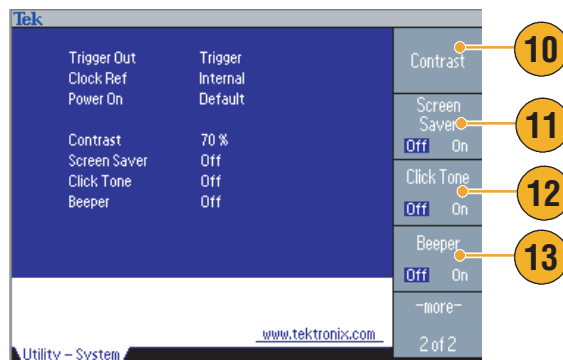 Tek
Trigger Out Trigger
Clock Ref Internal
Power On Default
Contrast 70 %
Screen Saver Off
Click Tone Off
Beeper Off
www.tektronix.com
Utility – System
Contrast
Screen
Saver
Off On
Click Tone
Off On
Beeper
Off On
-more-
2 of 2
10
11
12
13